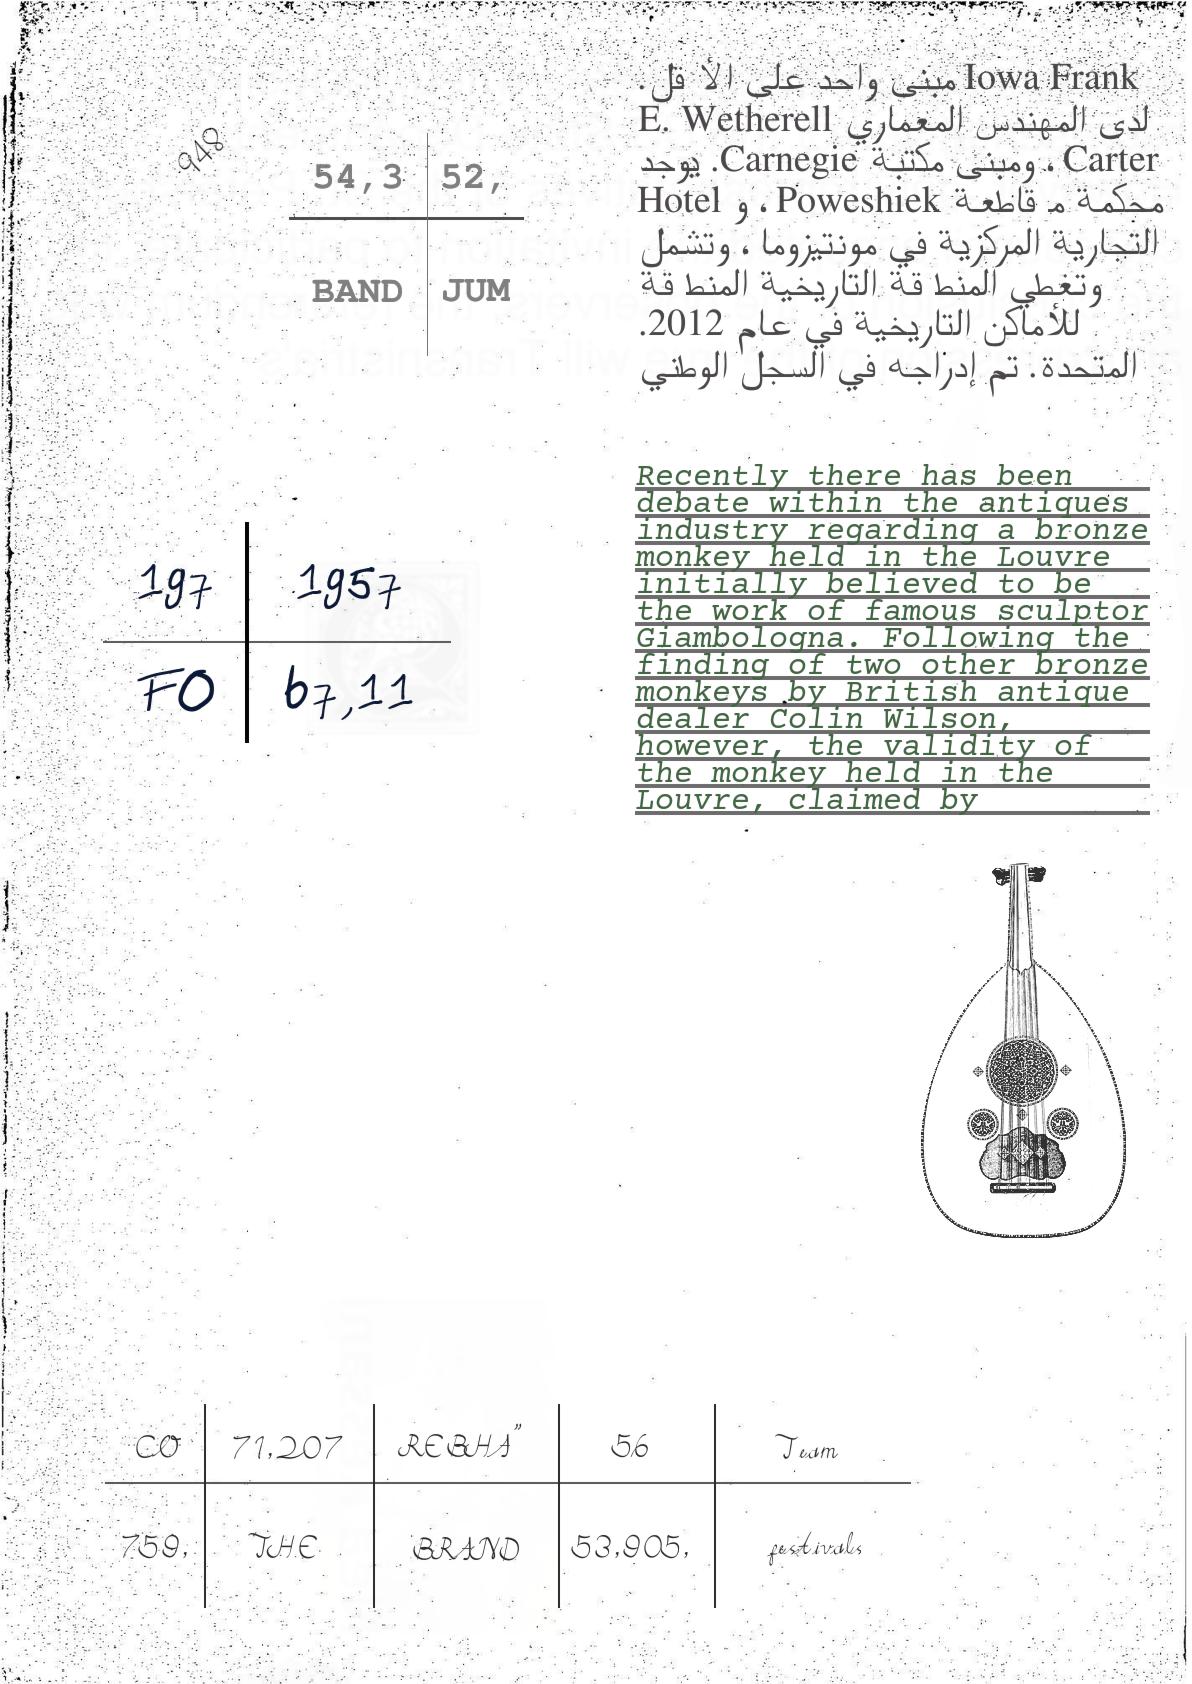 948
54,3 52,
BAND JUM
Iowa Frank مبنى واحد على الأ قل.
لدى المهندس المعماري E. Wetherell
Carter ، ومبنى مكتبة Carnegie. يوجد
محكمة م قاطعة Poweshiek ، و Hotel
التجارية المركزية في مونتيزوما ، وتشمل
وتغطي المنط قة التاريخية المنط قة
للأماكن التاريخية في عام 2012.
المتحدة. تم إدراجه في السجل الوطني
Recently there has been
debate within the antiques
industry regarding a bronze
monkey held in the Louvre
initially believed to be
the work of famous sculptor
Giambologna. Following the
finding of two other bronze
monkeys by British antique
dealer Colin Wilson,
however, the validity of
the monkey held in the
Louvre, claimed by
197 1957
FO 67,11
CO 71,207 REBHA" 56 Team
759, THE BRAND 53,905, festivals